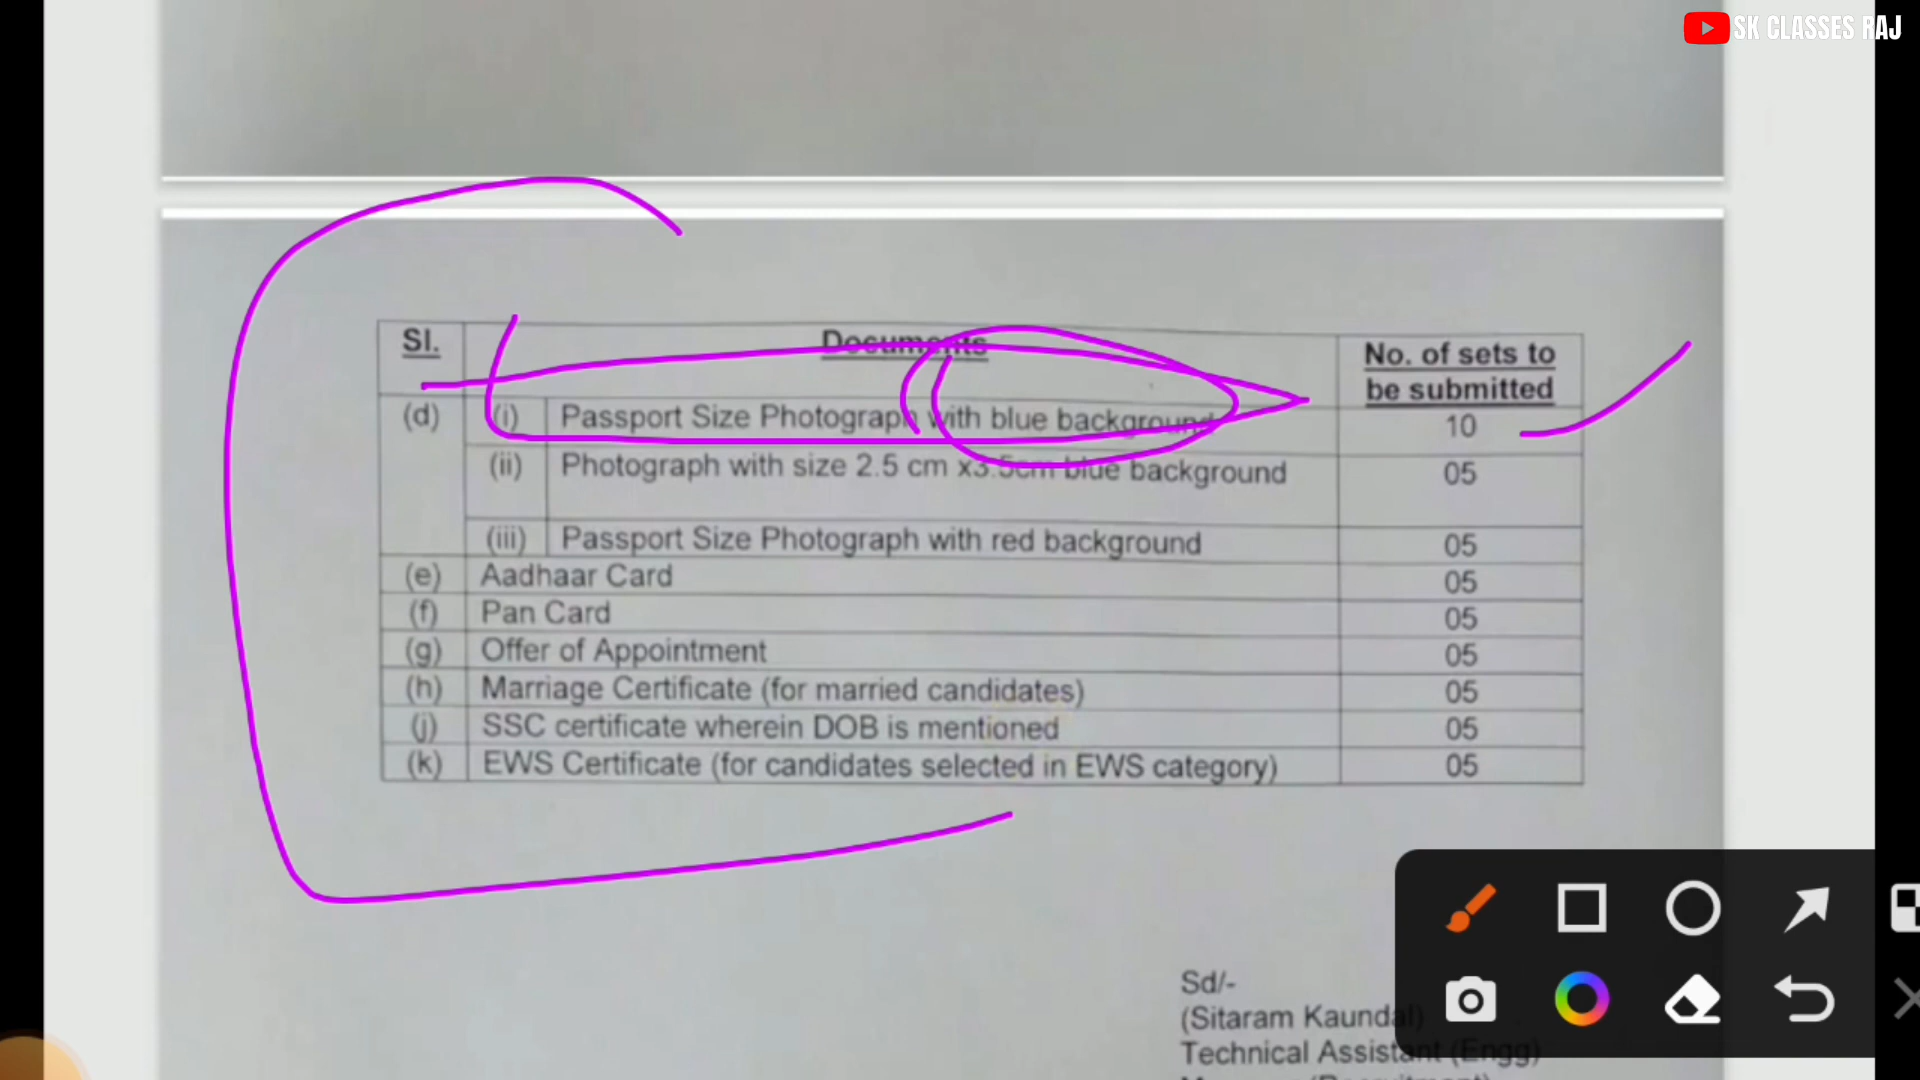 SK CLASSES RAJ
Sl. Documents No. of sets to be submitted
(d) (i) Passport Size Photograph with blue background 10
(ii) Photograph with size 2.5 cm x3.5cm blue background 05
(iii) Passport Size Photograph with red background 05
(e) Aadhaar Card 05
(f) Pan Card 05
(g) Offer of Appointment 05
(h) Marriage Certificate (for married candidates) 05
(j) SSC certificate wherein DOB is mentioned 05
(k) EWS Certificate (for candidates selected in EWS category) 05
Sd/-
(Sitaram Kaundal)
Technical Assistant (Engg)